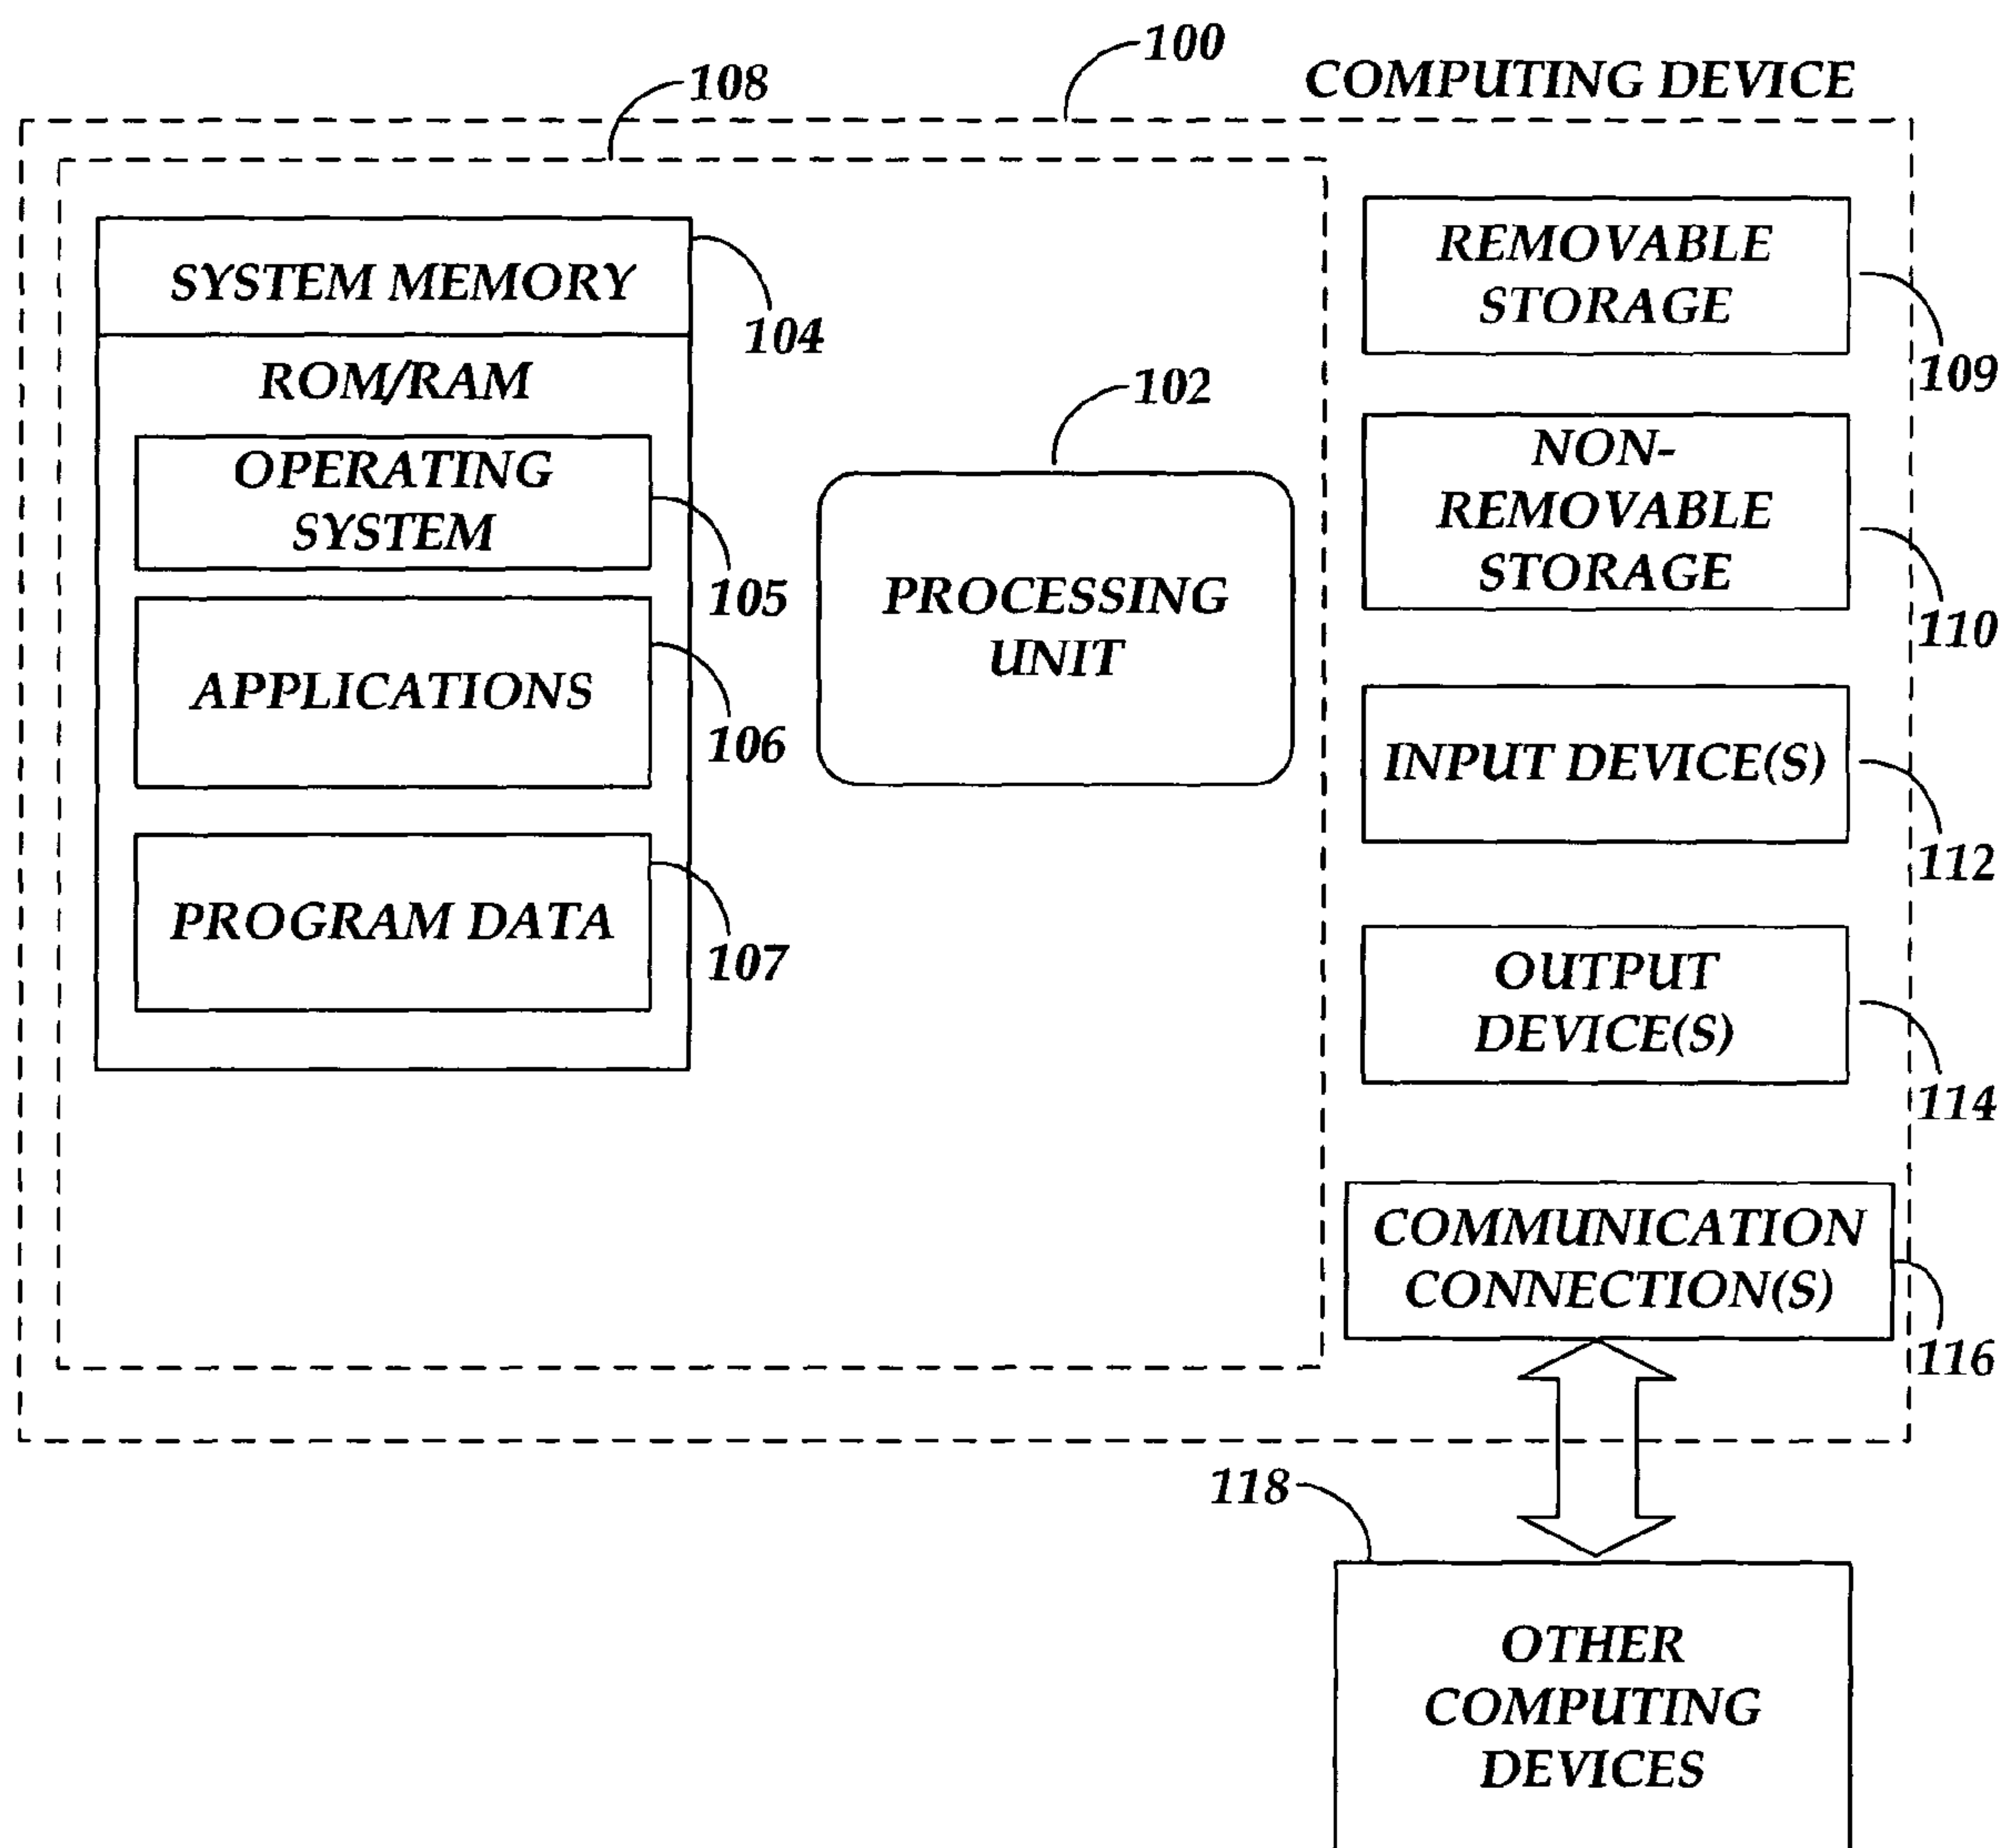 100
COMPUTING DEVICE
108
SYSTEM MEMORY
104
ROM/RAM
OPERATING
SYSTEM
105
APPLICATIONS
106
PROGRAM DATA
107
102
PROCESSING
UNIT
REMOVABLE
STORAGE
109
NON-
REMOVABLE
STORAGE
110
INPUT DEVICE(S)
112
OUTPUT
DEVICE(S)
114
COMMUNICATION
CONNECTION(S)
116
118
OTHER
COMPUTING
DEVICES